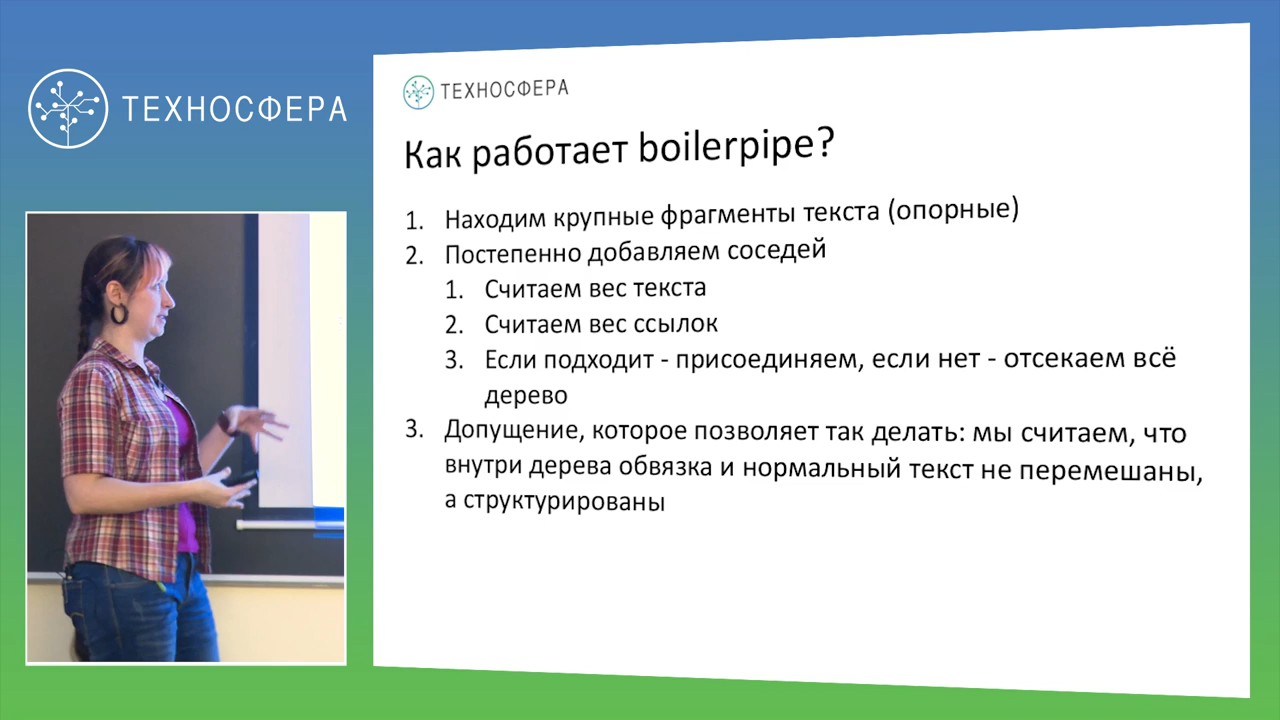 ТЕХНОСФЕРА
ТЕХНОСФЕРА
Как работает boilerpipe?
1. Находим крупные фрагменты текста (опорные)
2. Постепенно добавляем соседей
1. Считаем вес текста
2. Считаем вес ссылок
3. Если подходит - присоединяем, если нет - отсекаем всё
дерево
3. Допущение, которое позволяет так делать: мы считаем, что
внутри дерева обвязка и нормальный текст не перемешаны,
а структурированы